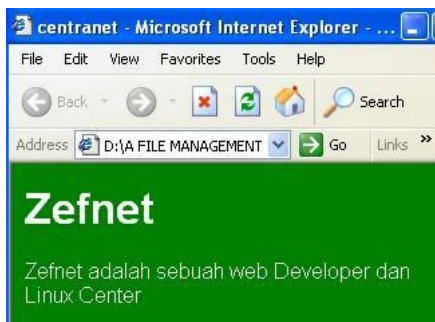 centranet - Microsoft Internet Explorer - ...
File Edit View Favorites Tools Help
Back Search
Address D:\A FILE MANAGEMENT Go Links »
Zefnet
Zefnet adalah sebuah web Developer dan
Linux Center